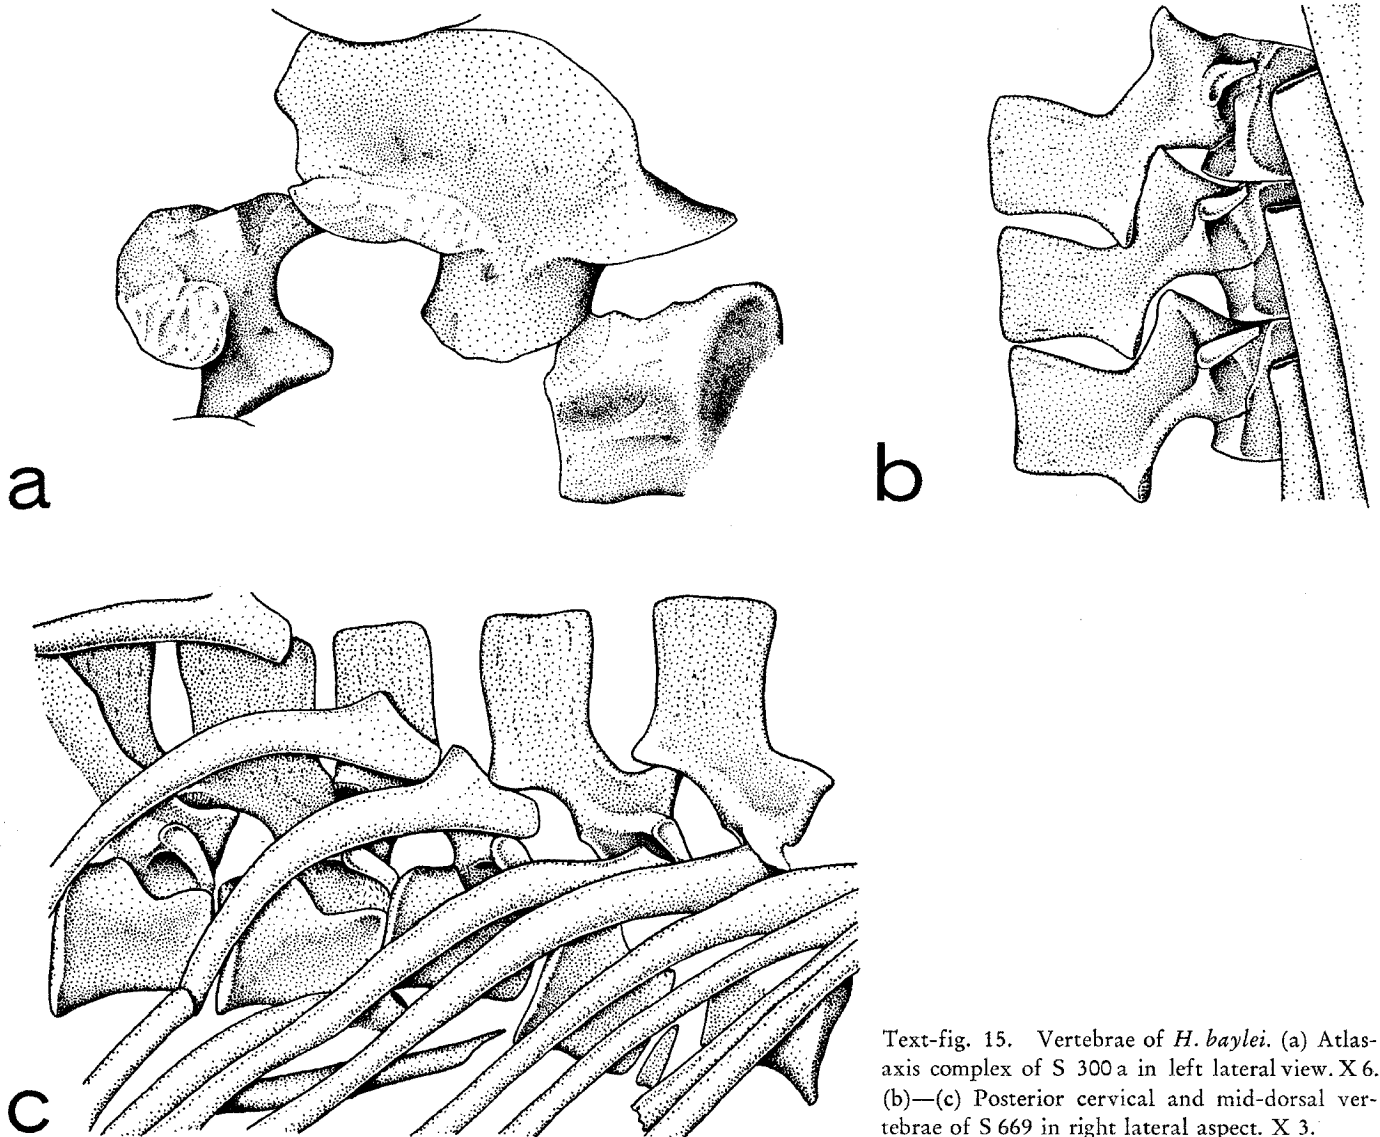 a
b
c
Text-fig. 15. Vertebrae of H. baylei. (a) Atlas-
axis complex of S 300 a in left lateral view. X 6.
(b)—(c) Posterior cervical and mid-dorsal ver-
tebrae of S 669 in right lateral aspect. X 3.